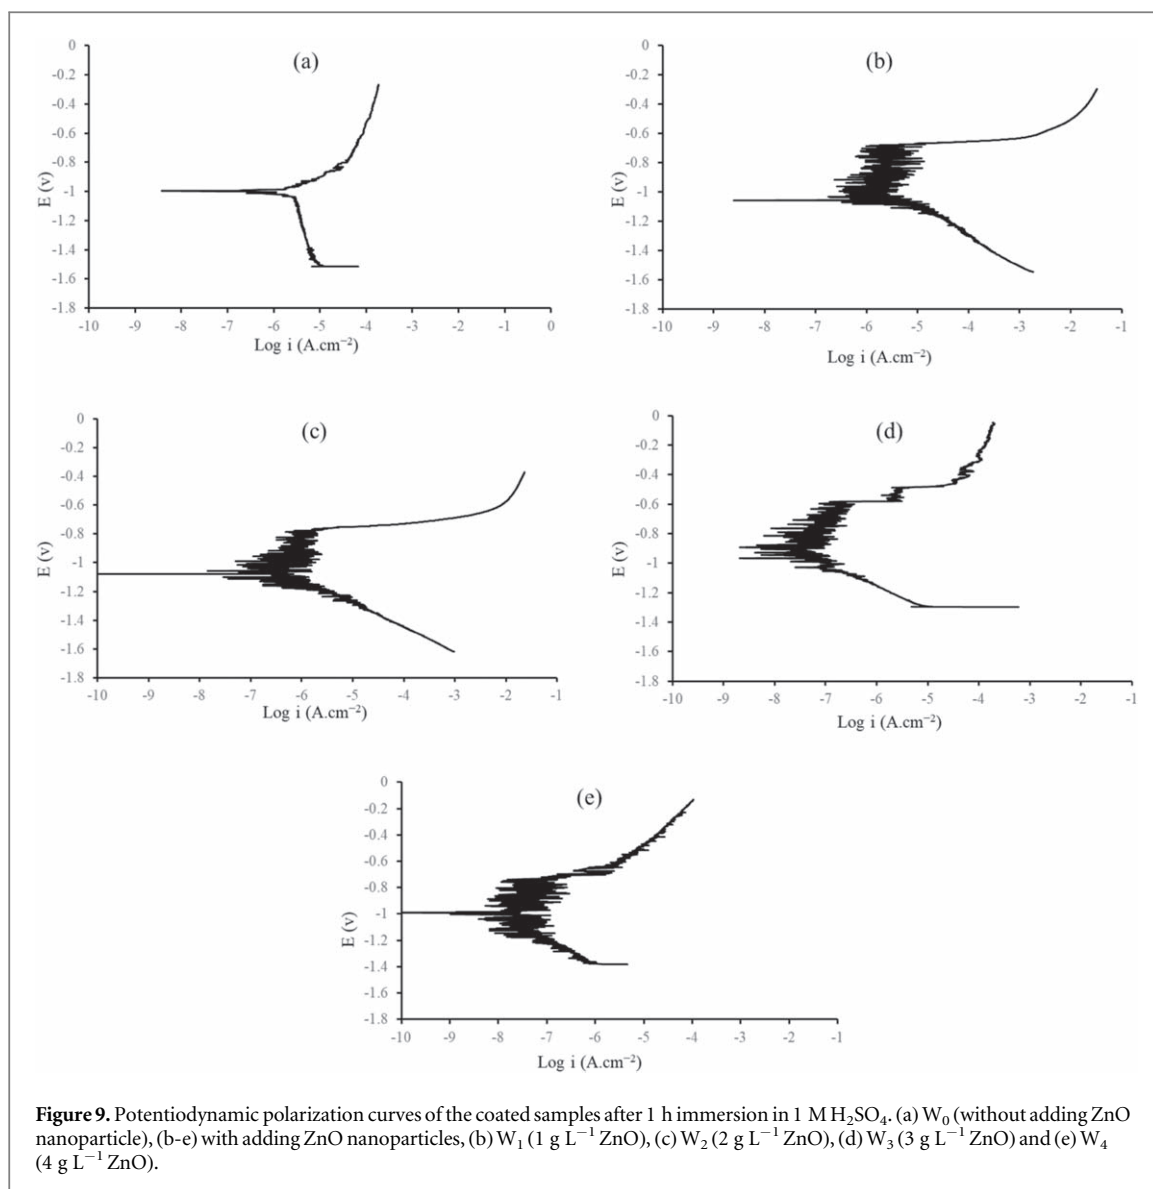 (a)
0
-0.2
-0.4
-0.6
-0.8
-1
-1.2
-1.4
-1.6
-1.8
E (v)
-10 -9 -8 -7 -6 -5 -4 -3 -2 -1 0
Log i (A.cm⁻²)
(b)
0
-0.2
-0.4
-0.6
-0.8
-1
-1.2
-1.4
-1.6
-1.8
E (v)
-10 -9 -8 -7 -6 -5 -4 -3 -2 -1
Log i (A.cm⁻²)
(c)
0
-0.2
-0.4
-0.6
-0.8
-1
-1.2
-1.4
-1.6
-1.8
E (v)
-10 -9 -8 -7 -6 -5 -4 -3 -2 -1
Log i (A.cm⁻²)
(d)
0
-0.2
-0.4
-0.6
-0.8
-1
-1.2
-1.4
-1.6
-1.8
E (v)
-10 -9 -8 -7 -6 -5 -4 -3 -2 -1
Log i (A.cm⁻²)
(e)
0
-0.2
-0.4
-0.6
-0.8
-1
-1.2
-1.4
-1.6
-1.8
E (v)
-10 -9 -8 -7 -6 -5 -4 -3 -2 -1
Log i (A.cm⁻²)
Figure 9. Potentiodynamic polarization curves of the coated samples after 1 h immersion in 1 M H₂SO₄. (a) W₀ (without adding ZnO
nanoparticle), (b-e) with adding ZnO nanoparticles, (b) W₁ (1 g L⁻¹ ZnO), (c) W₂ (2 g L⁻¹ ZnO), (d) W₃ (3 g L⁻¹ ZnO) and (e) W₄
(4 g L⁻¹ ZnO).